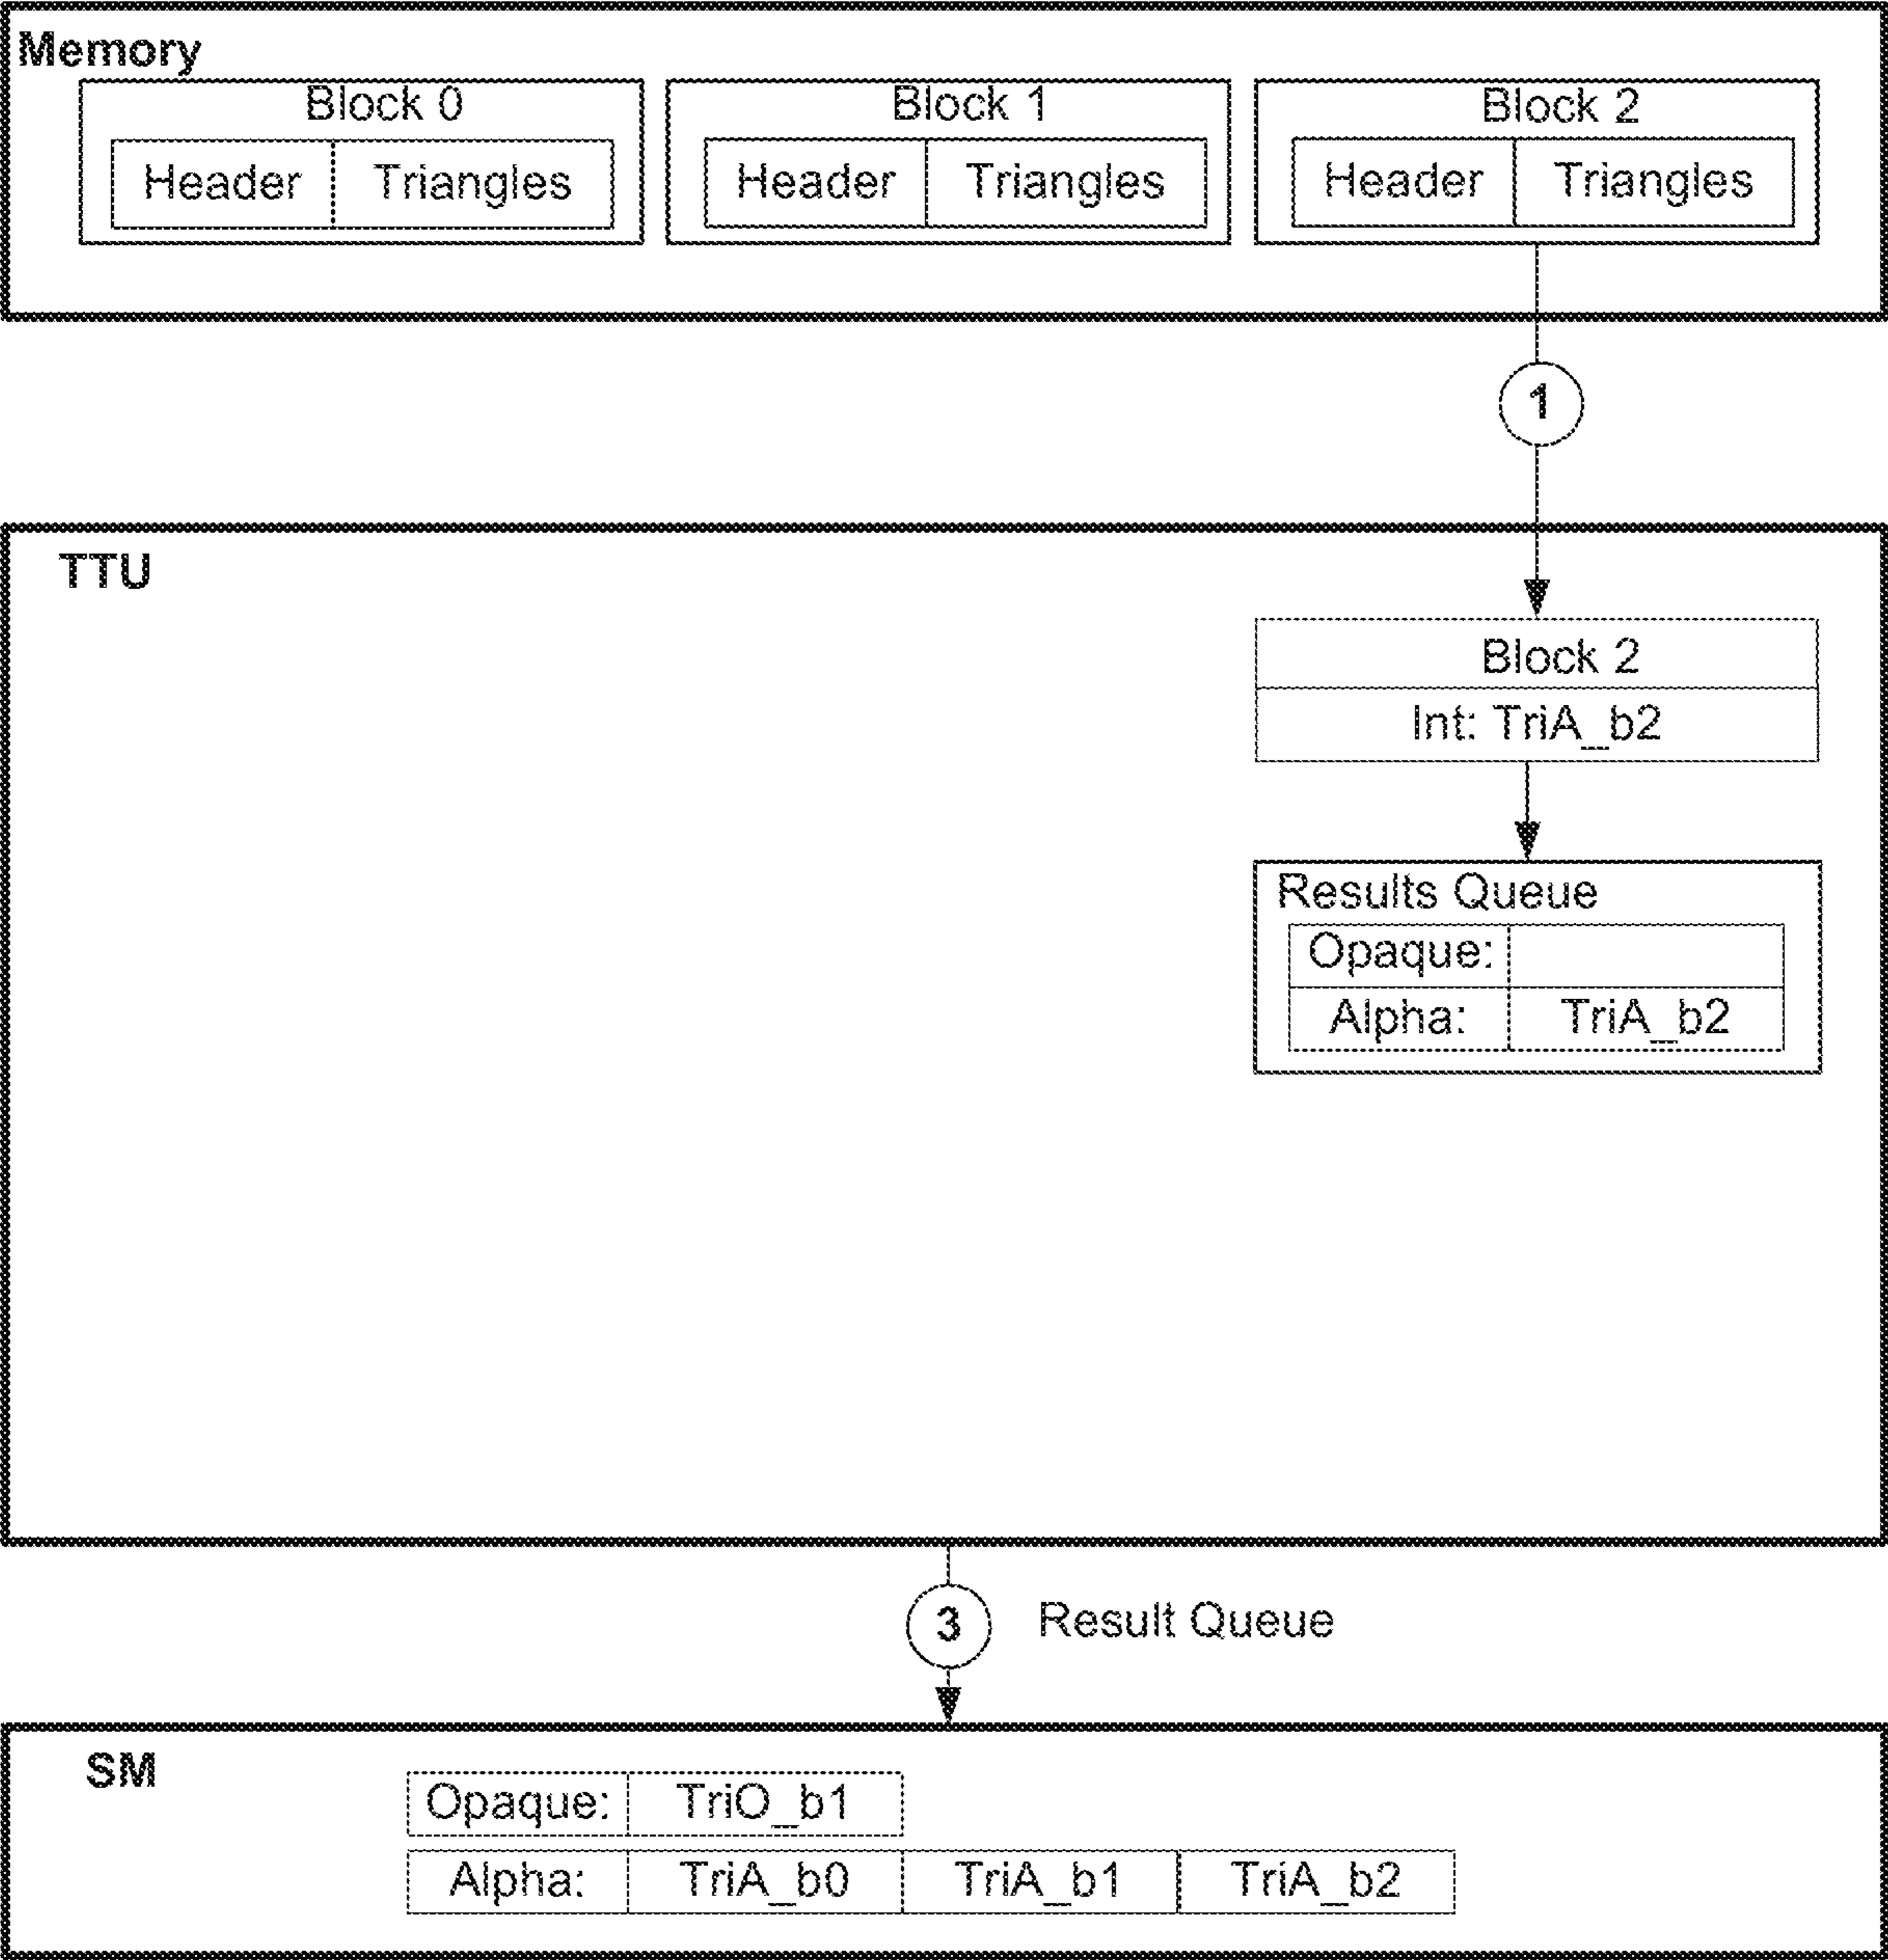 Memory
Block 0 Block 1 Block 2
Header Triangles Header Triangles Header Triangles
1
TTU
Block 2
Int: TriA_b2
Results Queue
Opaque:
Alpha: TriA_b2
3 Result Queue
SM
Opaque: TriO_b1
Alpha: TriA_b0 TriA_b1 TriA_b2